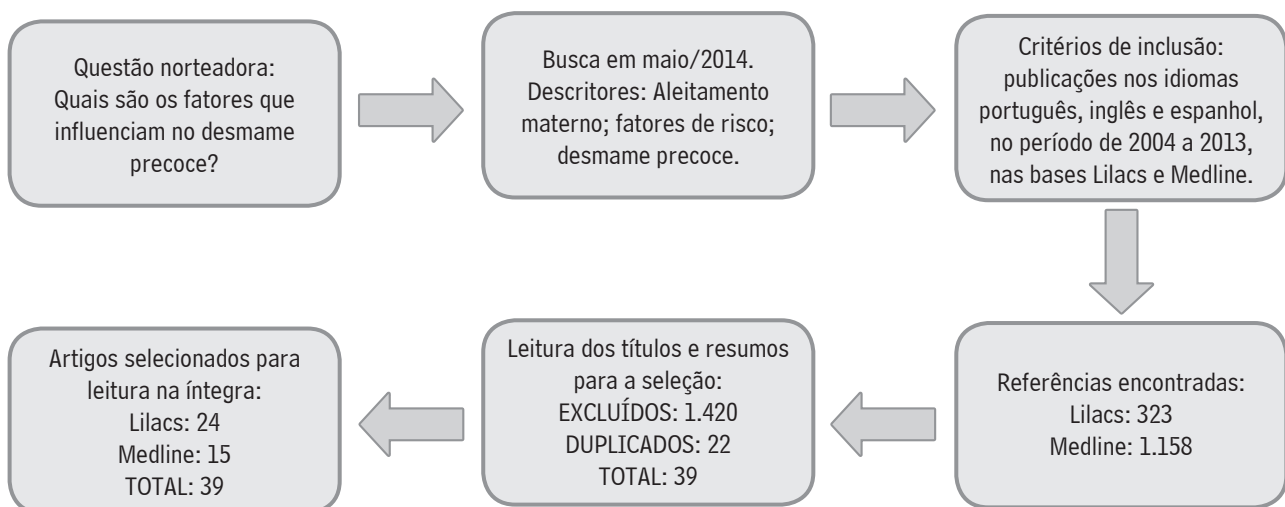 Questão norteadora:
Quais são os fatores que
influenciam no desmame
precoce?
Busca em maio/2014.
Descritores: Aleitamento
materno; fatores de risco;
desmame precoce.
Critérios de inclusão:
publicações nos idiomas
português, inglês e espanhol,
no período de 2004 a 2013,
nas bases Lilacs e Medline.
Referências encontradas:
Lilacs: 323
Medline: 1.158
Leitura dos títulos e resumos
para a seleção:
EXCLUÍDOS: 1.420
DUPLICADOS: 22
TOTAL: 39
Artigos selecionados para
leitura na íntegra:
Lilacs: 24
Medline: 15
TOTAL: 39